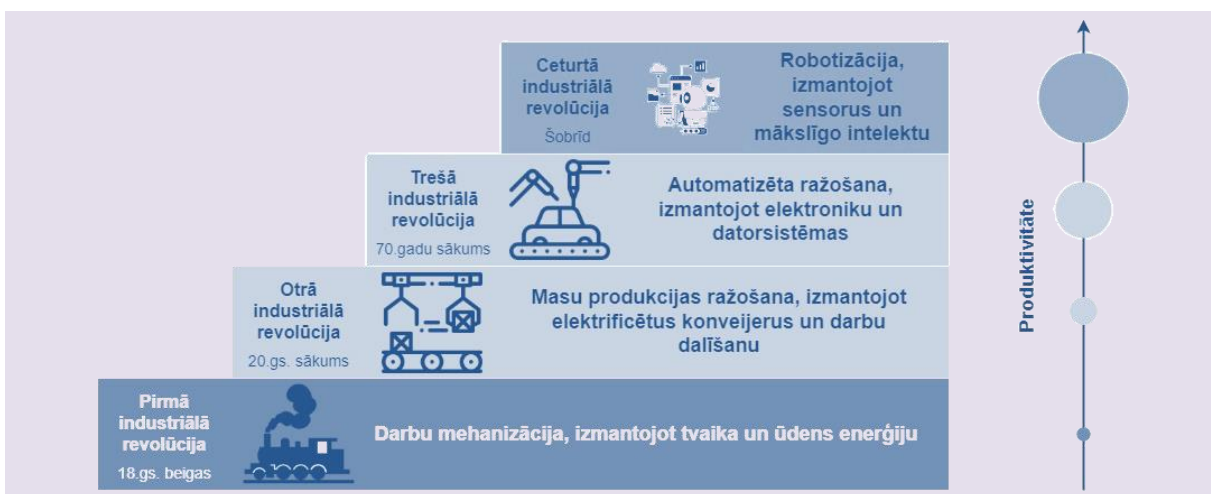 Ceturtā
industriālā
revolūcija
Šobrīd
Robotizācija,
izmantojot
sensorus un
mākslīgo intelektu
Trešā
industriālā
revolūcija
70.gadu sākums
Automatizēta ražošana,
izmantojot elektroniku un
datorsistēmas
Otrā
industriālā
revolūcija
20.gs. sākums
Masu produkcijas ražošana, izmantojot
elektrificētus konveijerus un darbu
dalīšanu
Pirmā
industriālā
revolūcija
18.gs. beigas
Darbu mehanizācija, izmantojot tvaika un ūdens enerģiju
Produktivitāte